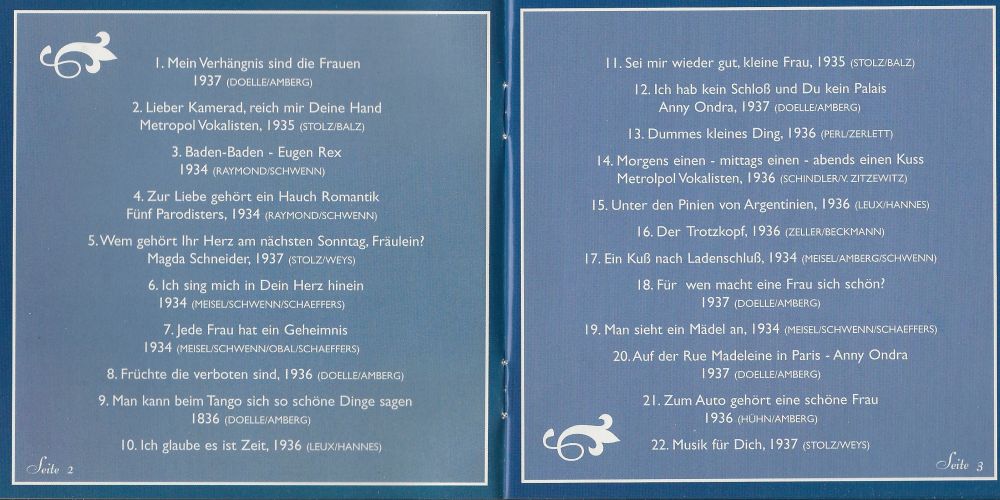 1. Mein Verhängnis sind die Frauen
1937 (DOELLE/AMBERG)
2. Lieber Kamerad, reich mir Deine Hand
Metropol Vokalisten, 1935 (STOLZ/BALZ)
3. Baden-Baden - Eugen Rex
1934 (RAYMOND/SCHWENN)
4. Zur Liebe gehört ein Hauch Romantik
Fünf Parodisters, 1934 (RAYMOND/SCHWENN)
5. Wem gehört Ihr Herz am nächsten Sonntag, Fräulein?
Magda Schneider, 1937 (STOLZ/WEYS)
6. Ich sing mich in Dein Herz hinein
1934 (MEISEL/SCHWENN/SCHAEFFERS)
7. Jede Frau hat ein Geheimnis
1934 (MEISEL/SCHWENN/OBAL/SCHAEFFERS)
8. Früchte die verboten sind, 1936 (DOELLE/AMBERG)
9. Man kann beim Tango sich so schöne Dinge sagen
1836 (DOELLE/AMBERG)
10. Ich glaube es ist Zeit, 1936 (LEUX/HANNES)
Seite 2
11. Sei mir wieder gut, kleine Frau, 1935 (STOLZ/BALZ)
12. Ich hab kein Schloß und Du kein Palais
Anny Ondra, 1937 (DOELLE/AMBERG)
13. Dummes kleines Ding, 1936 (PERL/ZERLETT)
14. Morgens einen - mittags einen - abends einen Kuss
Metrolpol Vokalisten, 1936 (SCHINDLER/V. ZITZEWITZ)
15. Unter den Pinien von Argentinien, 1936 (LEUX/HANNES)
16. Der Trotzkopf, 1936 (ZELLER/BECKMANN)
17. Ein Kuß nach Ladenschluß, 1934 (MEISEL/AMBERG/SCHWENN)
18. Für wen macht eine Frau sich schön?
1937 (DOELLE/AMBERG)
19. Man sieht ein Mädel an, 1934 (MEISEL/SCHWENN/SCHAEFFERS)
20. Auf der Rue Madeleine in Paris - Anny Ondra
1937 (DOELLE/AMBERG)
21. Zum Auto gehört eine schöne Frau
1936 (HÜHN/AMBERG)
22. Musik für Dich, 1937 (STOLZ/WEYS)
Seite 3